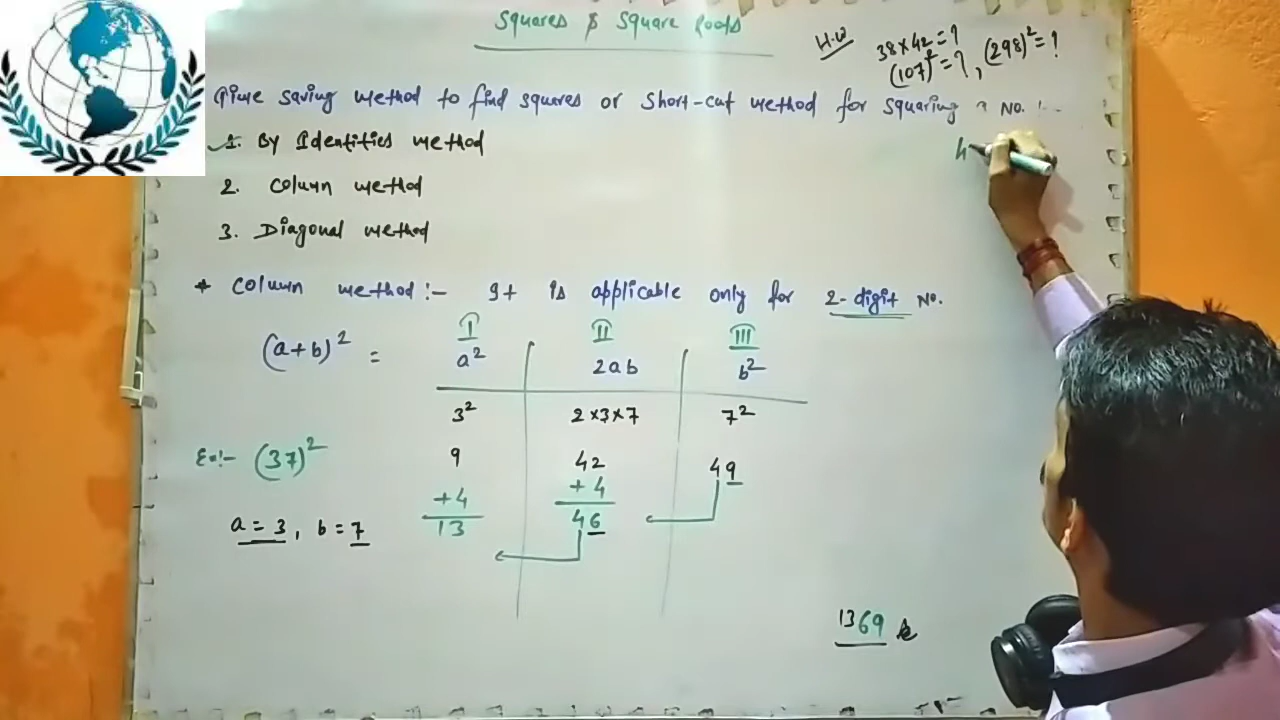 Squares & Square Roots
H.W
38×42=?
(107)²=?, (298)²=?
Time saving method to find squares or Short-cut method for squaring a No. :-
1. By Identities method
2. Column method
3. Diagonal method
* Column method:- It is applicable only for 2-digit No.
I II III
(a+b)² = a² 2ab b²
3² 2×3×7 7²
Ex:- (37)² 9 42 49
+4 +4
a=3, b=7 13 46
1369